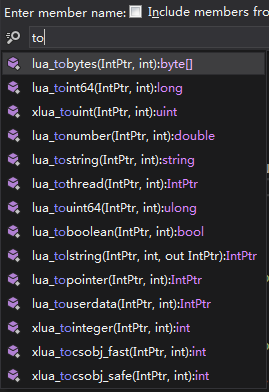 Enter member name: Include members fro
to
lua_tobytes(IntPtr, int):byte[]
lua_toint64(IntPtr, int):long
xlua_touint(IntPtr, int):uint
lua_tonumber(IntPtr, int):double
lua_tostring(IntPtr, int):string
lua_tothread(IntPtr, int):IntPtr
lua_touint64(IntPtr, int):ulong
lua_toboolean(IntPtr, int):bool
lua_tolstring(IntPtr, int, out IntPtr):IntPtr
lua_topointer(IntPtr, int):IntPtr
lua_touserdata(IntPtr, int):IntPtr
xlua_tointeger(IntPtr, int):int
xlua_tocsobj_fast(IntPtr, int):int
xlua_tocsobj_safe(IntPtr, int):int